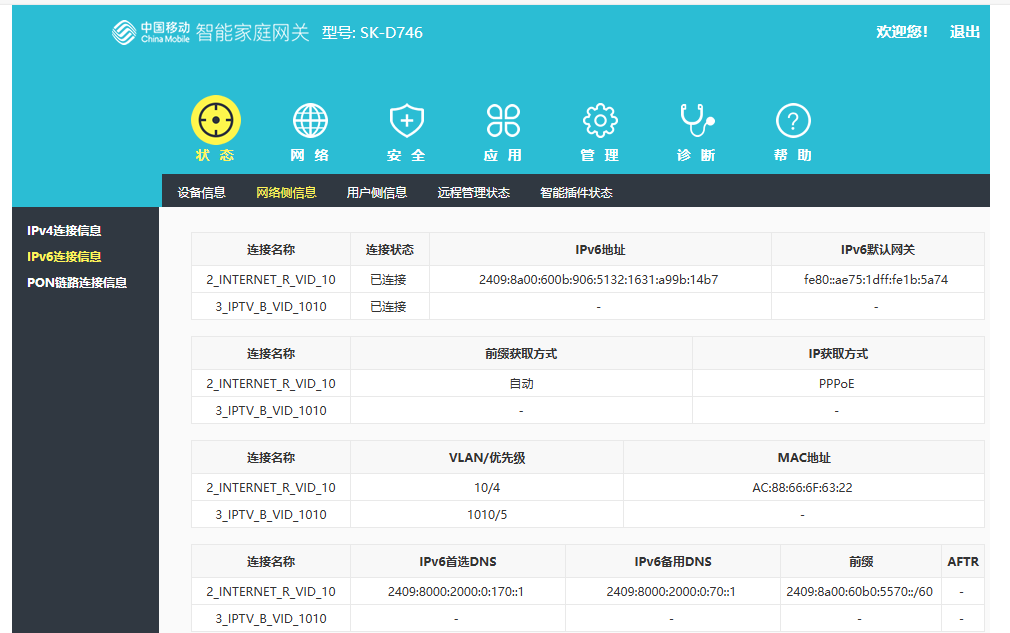 中国移动 China Mobile 智能家庭网关 型号: SK-D746 欢迎您! 退出
状态 网络 安全 应用 管理 诊断 帮助
设备信息 网络侧信息 用户侧信息 远程管理状态 智能插件状态
IPv4连接信息
IPv6连接信息
PON链路连接信息
连接名称 连接状态 IPv6地址 IPv6默认网关
2_INTERNET_R_VID_10 已连接 2409:8a00:600b:906:5132:1631:a99b:14b7 fe80::ae75:1dff:fe1b:5a74
3_IPTV_B_VID_1010 已连接 - -
连接名称 前缀获取方式 IP获取方式
2_INTERNET_R_VID_10 自动 PPPoE
3_IPTV_B_VID_1010 - -
连接名称 VLAN/优先级 MAC地址
2_INTERNET_R_VID_10 10/4 AC:88:66:6F:63:22
3_IPTV_B_VID_1010 1010/5 -
连接名称 IPv6首选DNS IPv6备用DNS 前缀 AFTR
2_INTERNET_R_VID_10 2409:8000:2000:0:170::1 2409:8000:2000:0:70::1 2409:8a00:60b0:5570::/60 -
3_IPTV_B_VID_1010 - - - -